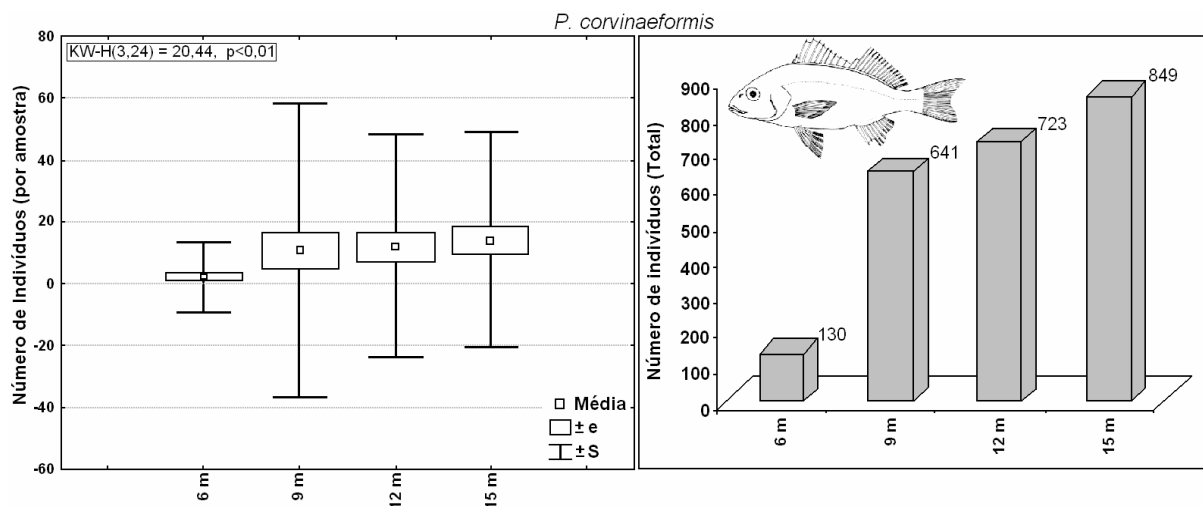 P. corvinaeformis
KW-H(3,24) = 20,44, p<0,01
Número de Indivíduos (por amostra)
80
60
40
20
0
-20
-40
-60
6 m
9 m
12 m
15 m
Média
± e
± S
Número de indivíduos (Total)
900
800
700
600
500
400
300
200
100
0
130
641
723
849
6 m
9 m
12 m
15 m